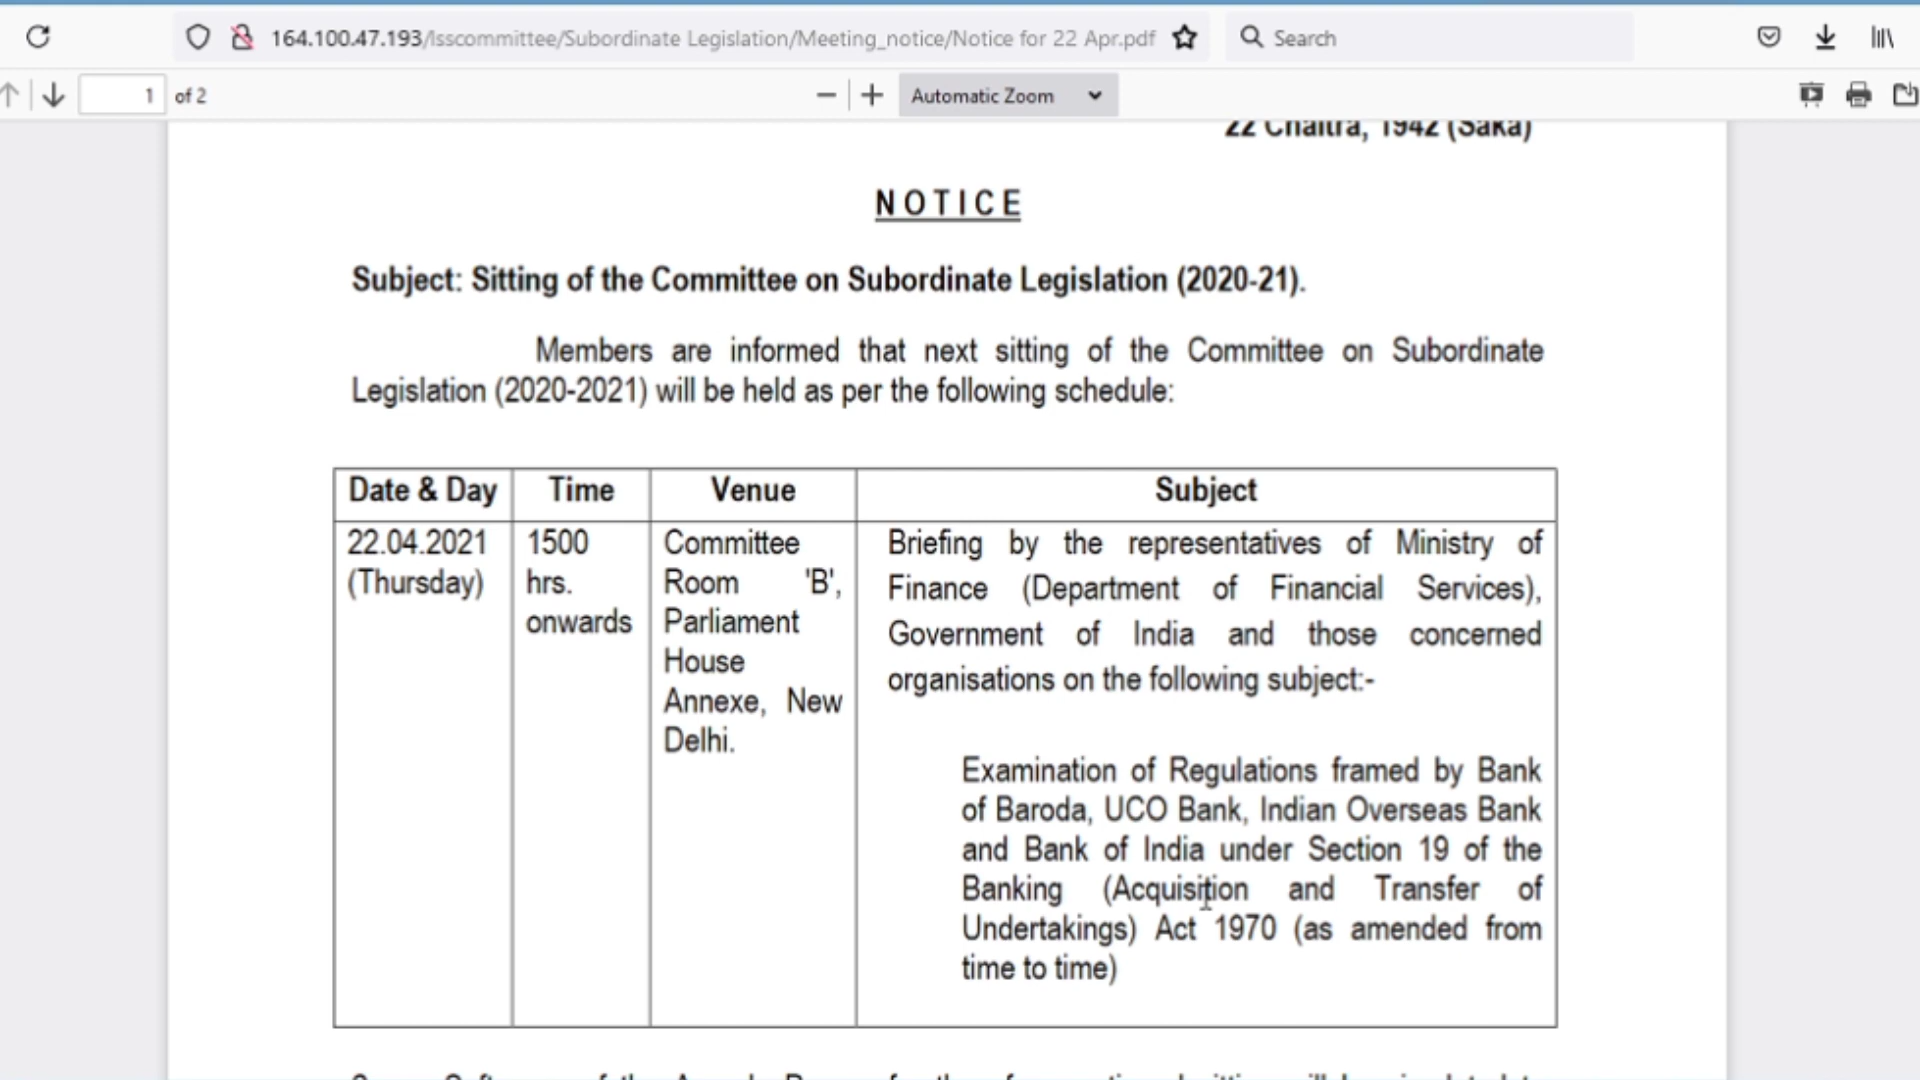 164.100.47.193/lsscommittee/Subordinate Legislation/Meeting_notice/Notice for 22 Apr.pdf
Search
1 of 2
Automatic Zoom
22 Chaitra, 1942 (Saka)
NOTICE
Subject: Sitting of the Committee on Subordinate Legislation (2020-21).
Members are informed that next sitting of the Committee on Subordinate
Legislation (2020-2021) will be held as per the following schedule:
Date & Day
Time
Venue
Subject
22.04.2021
(Thursday)
1500
hrs.
onwards
Committee
Room 'B',
Parliament
House
Annexe, New
Delhi.
Briefing by the representatives of Ministry of
Finance (Department of Financial Services),
Government of India and those concerned
organisations on the following subject:-
Examination of Regulations framed by Bank
of Baroda, UCO Bank, Indian Overseas Bank
and Bank of India under Section 19 of the
Banking (Acquisition and Transfer of
Undertakings) Act 1970 (as amended from
time to time)